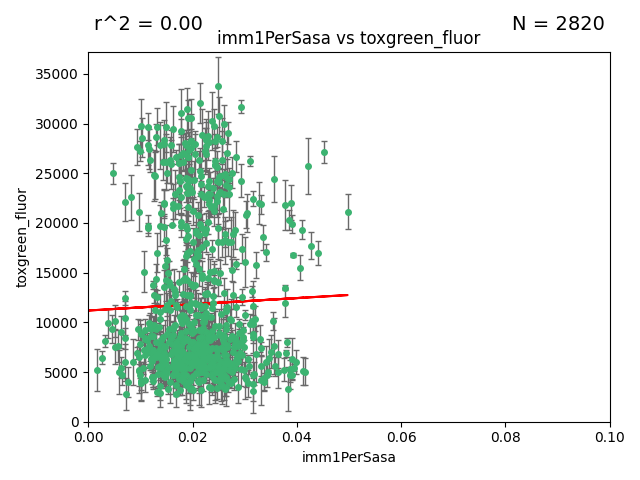 r^2 = 0.00
N = 2820
imm1PerSasa vs toxgreen_fluor
toxgreen_fluor
35000
30000
25000
20000
15000
10000
5000
0
0.00
0.02
0.04
0.06
0.08
0.10
imm1PerSasa